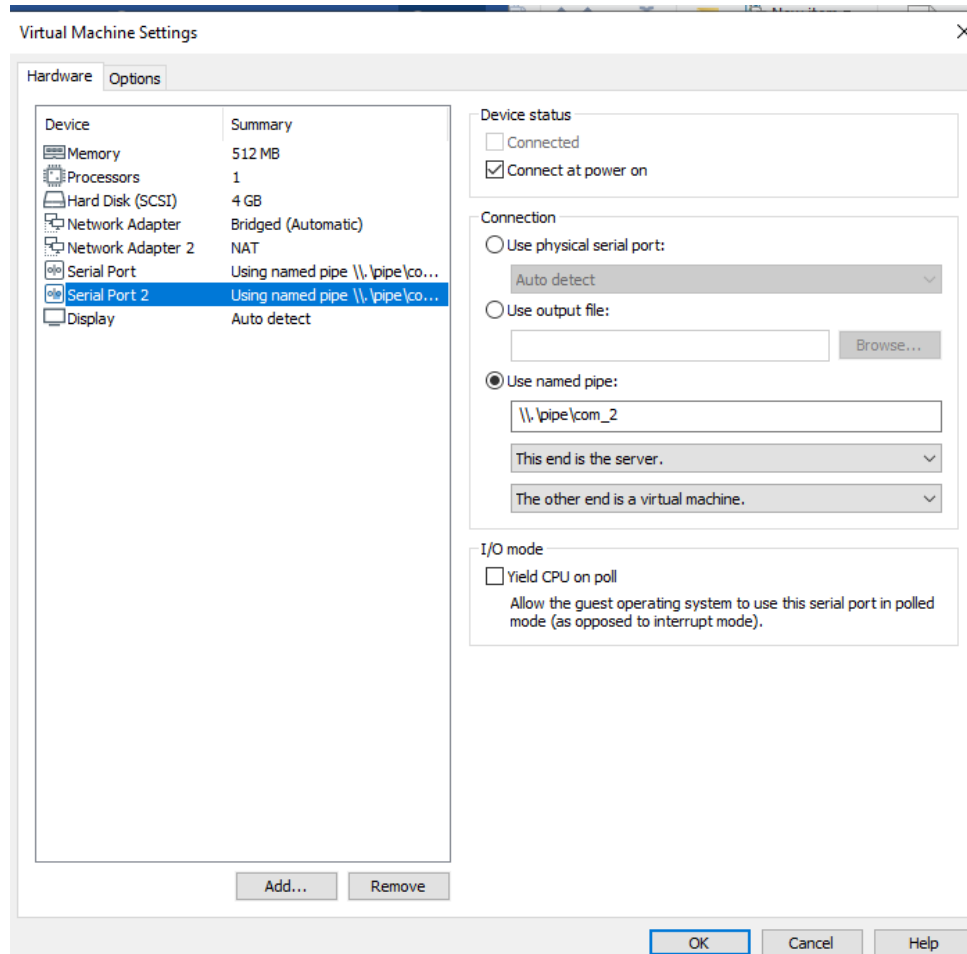 New item
Virtual Machine Settings
Hardware Options
Device Summary
Memory 512 MB
Processors 1
Hard Disk (SCSI) 4 GB
Network Adapter Bridged (Automatic)
Network Adapter 2 NAT
Serial Port Using named pipe \\.\pipe\co...
Serial Port 2 Using named pipe \\.\pipe\co...
Display Auto detect
Add... Remove
Device status
Connected
Connect at power on
Connection
Use physical serial port:
Auto detect
Use output file:
Browse...
Use named pipe:
\\.\pipe\com_2
This end is the server.
The other end is a virtual machine.
I/O mode
Yield CPU on poll
Allow the guest operating system to use this serial port in polled
mode (as opposed to interrupt mode).
OK Cancel Help